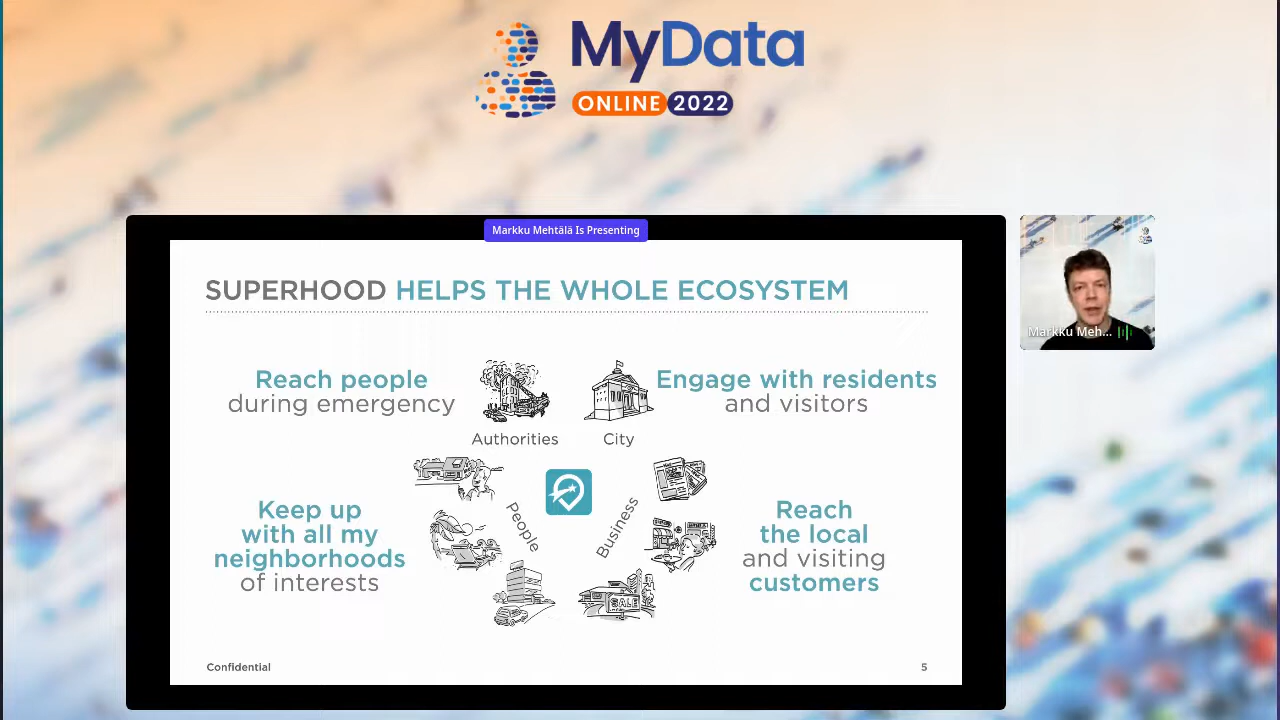 MyData
ONLINE 2022
Markku Mehtälä Is Presenting
SUPERHOOD HELPS THE WHOLE ECOSYSTEM
Reach people
during emergency
Engage with residents
and visitors
Authorities
City
People
Business
Keep up
with all my
neighborhoods
of interests
Reach
the local
and visiting
customers
SALE
Confidential
5
Markku Meh...